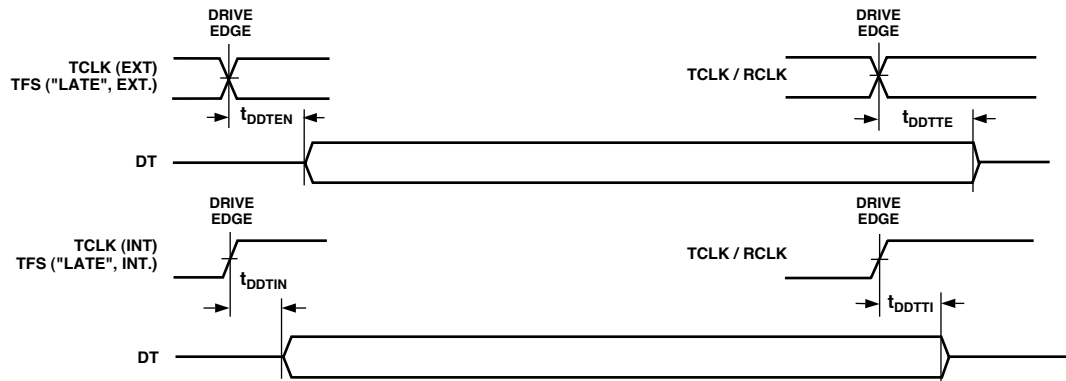 DRIVE
EDGE
DRIVE
EDGE
TCLK (EXT)
TFS ("LATE", EXT.)
TCLK / RCLK
tDDTEN
tDDTTE
DT
DRIVE
EDGE
DRIVE
EDGE
TCLK (INT)
TFS ("LATE", INT.)
TCLK / RCLK
tDDTIN
tDDTTI
DT